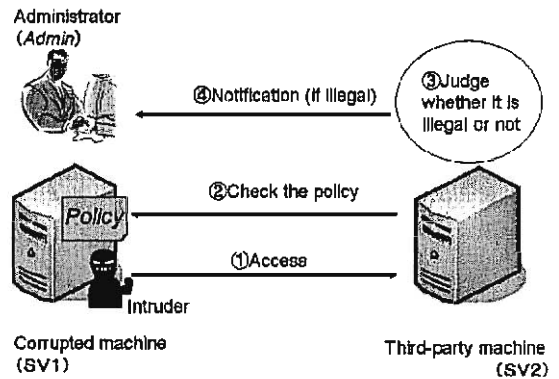 Administrator
(Admin)
④Notification (if illegal)
③Judge
whether it is
illegal or not
②Check the policy
Policy
①Access
Intruder
Corrupted machine
(SV1)
Third-party machine
(SV2)